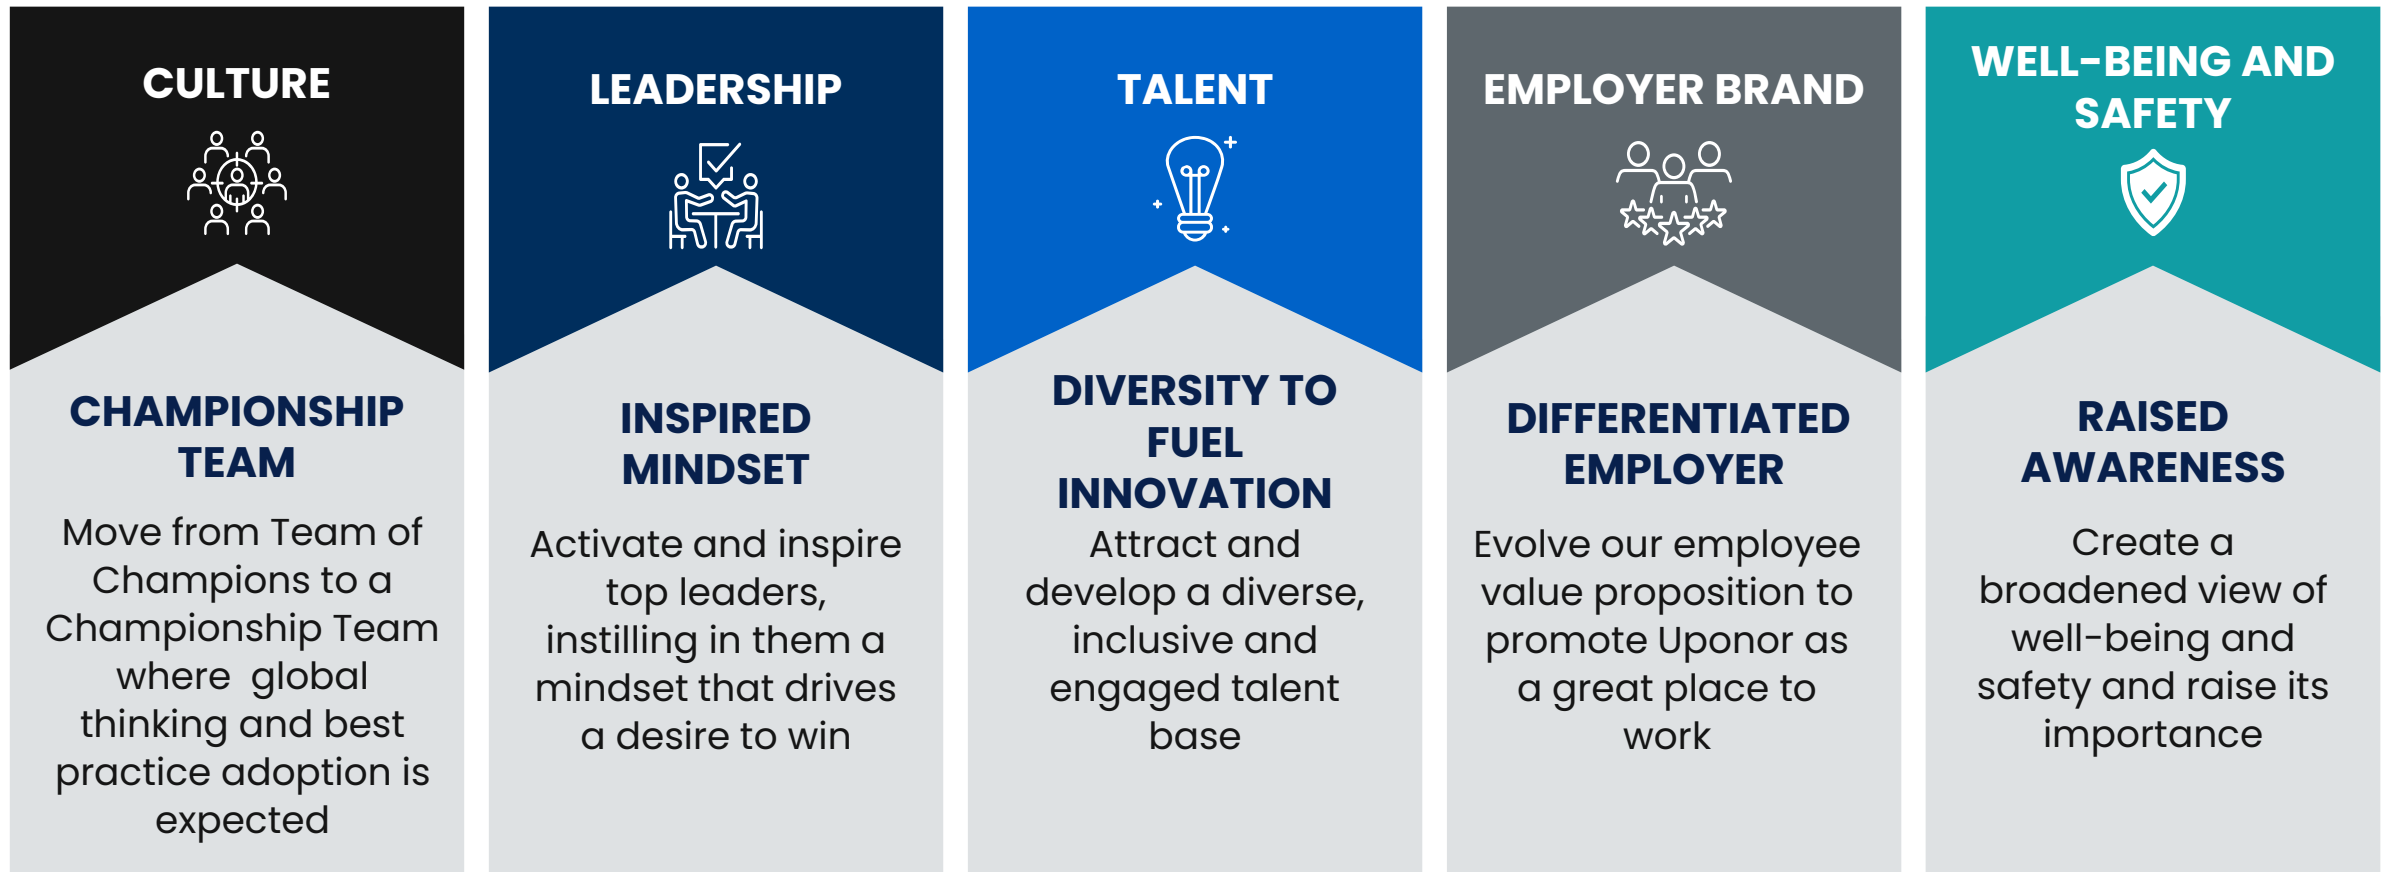 CULTURE
CHAMPIONSHIP
TEAM
Move from Team of
Champions to a
Championship Team
where  global
thinking and best
practice adoption is
expected
LEADERSHIP
INSPIRED
MINDSET
Activate and inspire
top leaders,
instilling in them a
mindset that drives
a desire to win
TALENT
DIVERSITY TO
FUEL
INNOVATION
Attract and
develop a diverse,
inclusive and
engaged talent
base
EMPLOYER BRAND
DIFFERENTIATED
EMPLOYER
Evolve our employee
value proposition to
promote Uponor as
a great place to
work
WELL-BEING AND
SAFETY
RAISED
AWARENESS
Create a
broadened view of
well-being and
safety and raise its
importance